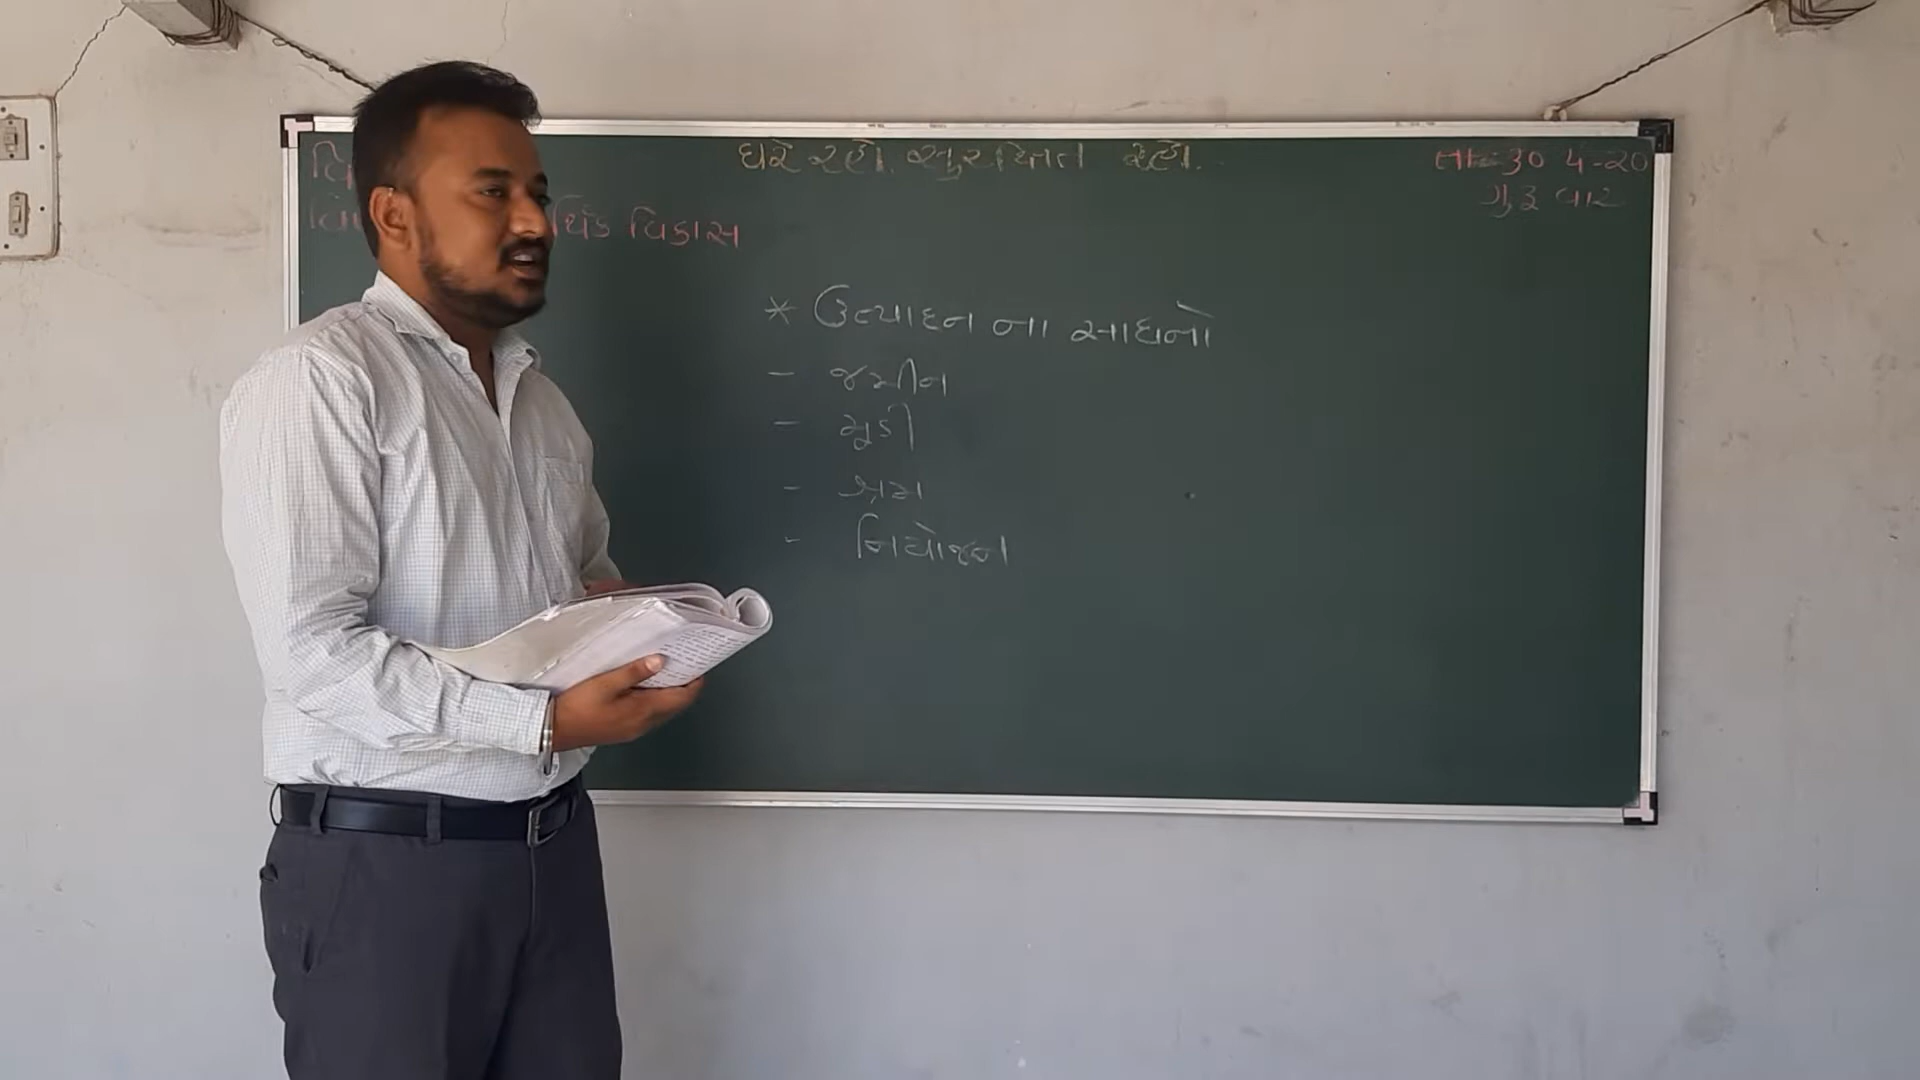 ઘરે રહો. સુરક્ષિત રહો.
તા:-30 4-20
ગુરૂ વાર
ર્થિક વિકાસ
* ઉત્પાદન ના સાધનો
- જમીન
- મૂડી
- શ્રમ
- નિયોજન